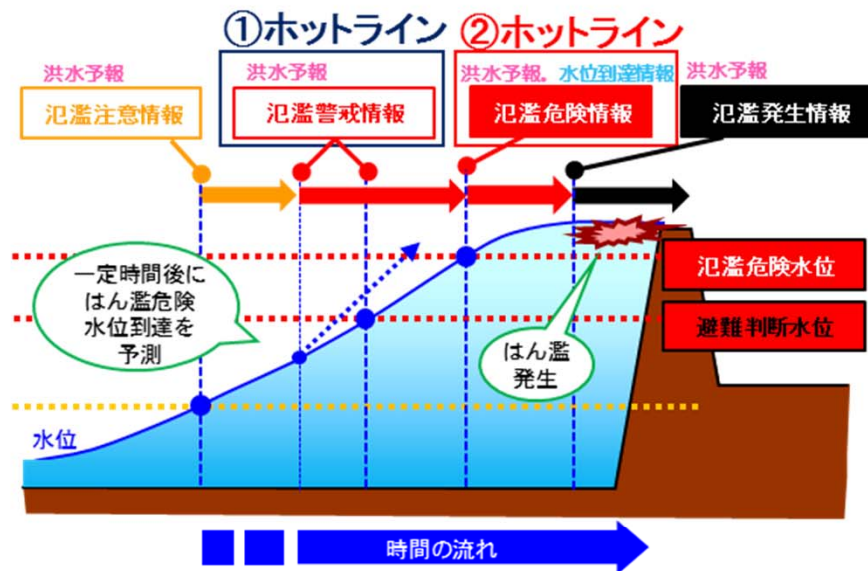 ①ホットライン
②ホットライン
洪水予報
洪水予報
洪水予報。水位到達情報
洪水予報
氾濫注意情報
氾濫警戒情報
氾濫危険情報
氾濫発生情報
一定時間後に
はん濫危険
水位到達を
予測
はん濫
発生
氾濫危険水位
避難判断水位
水位
時間の流れ